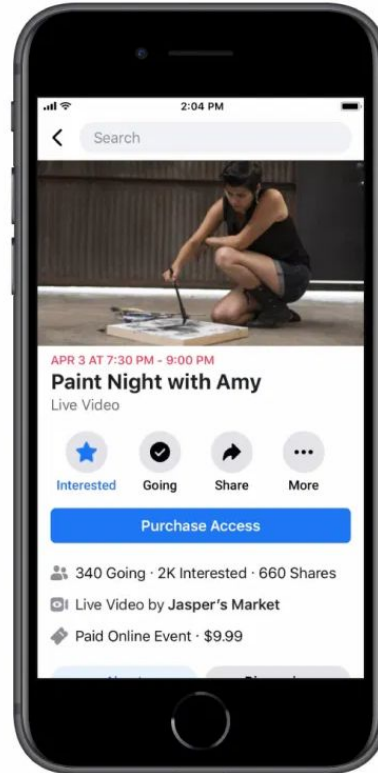 2:04 PM
Search
APR 3 AT 7:30 PM - 9:00 PM
Paint Night with Amy
Live Video
Interested Going Share More
Purchase Access
340 Going · 2K Interested · 660 Shares
Live Video by Jasper's Market
Paid Online Event · $9.99